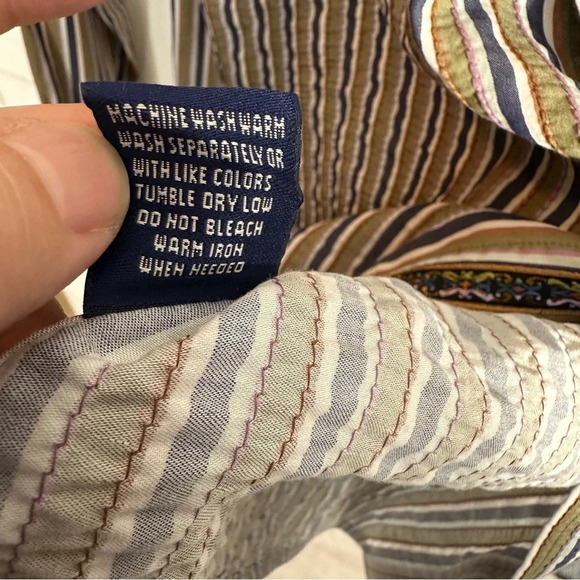 MACHINE WASH WARM
WASH SEPARATELY OR
WITH LIKE COLORS
TUMBLE DRY LOW
DO NOT BLEACH
WARM IRON
WHEN NEEDED